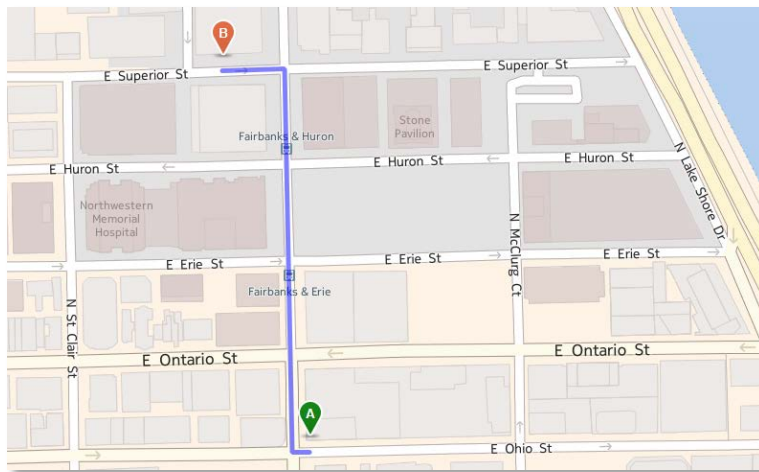 B
E Superior St
E Superior St
Fairbanks & Huron
Stone
Pavilion
E Huron St
E Huron St
E Huron St
N Lake Shore Dr
Northwestern
Memorial
Hospital
N McClurg Ct
E Erie St
E Erie St
E Erie St
Fairbanks & Erie
N St Clair St
E Ontario St
E Ontario St
A
E Ohio St